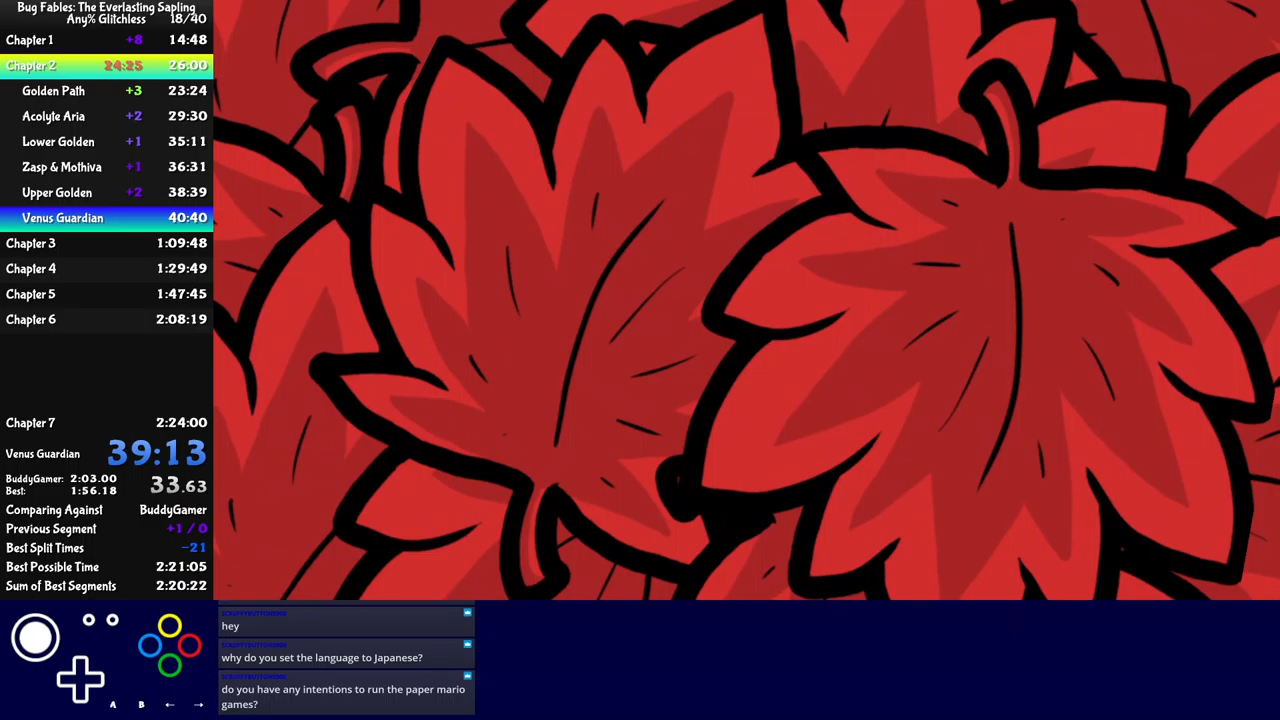 Bug Fables: The Everlasting Sapling
Any% Glitchless 18/40
Chapter 1 +8 14:48
Chapter 2 24:25 26:00
Golden Path +3 23:24
Acolyte Aria +2 29:30
Lower Golden +1 35:11
Zasp & Mothiva +1 36:31
Upper Golden +2 38:39
Venus Guardian 40:40
Chapter 3 1:09:48
Chapter 4 1:29:49
Chapter 5 1:47:45
Chapter 6 2:08:19
Chapter 7 2:24:00
Venus Guardian 39:13
BuddyGamer: 2:03.00
Best: 1:56.18 33.63
Comparing Against BuddyGamer
Previous Segment +1 / 0
Best Split Times -21
Best Possible Time 2:21:05
Sum of Best Segments 2:20:22
A B ← →
hey
why do you set the language to Japanese?
do you have any intentions to run the paper mario
games?